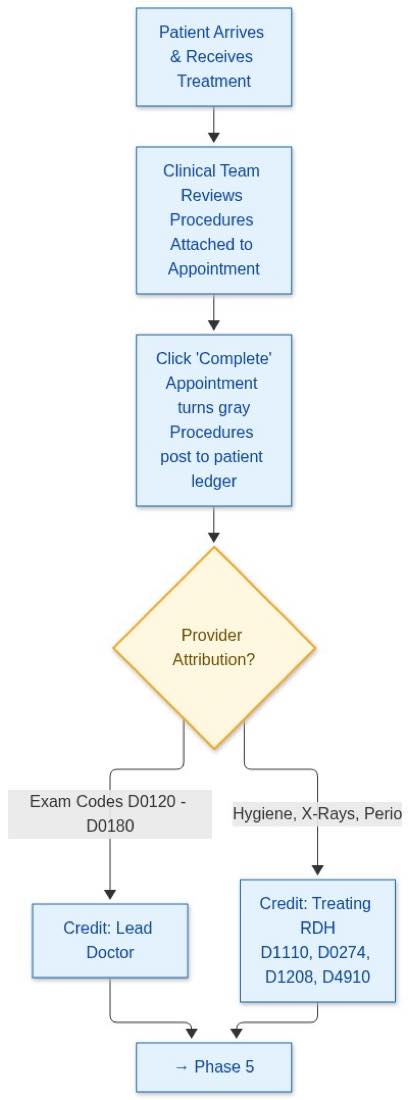 Patient Arrives
& Receives
Treatment
Clinical Team
Reviews
Procedures
Attached to
Appointment
Click 'Complete'
Appointment
turns gray
Procedures
post to patient
ledger
Provider
Attribution?
Exam Codes D0120 -
D0180
Hygiene, X-Rays, Perio
Credit: Lead
Doctor
Credit: Treating
RDH
D1110, D0274,
D1208, D4910
→ Phase 5